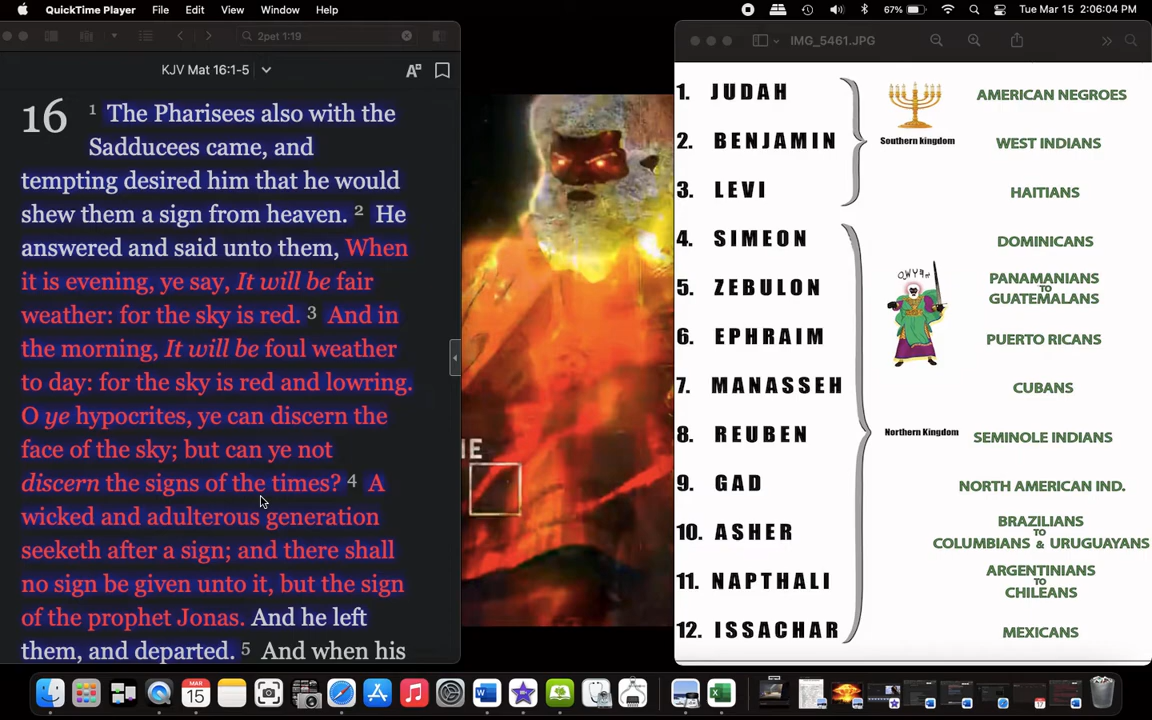 QuickTime Player File Edit View Window Help
67% Tue Mar 15 2:06:04 PM
2pet 1:19
KJV Mat 16:1-5
16 1 The Pharisees also with the
Sadducees came, and
tempting desired him that he would
shew them a sign from heaven. 2 He
answered and said unto them, When
it is evening, ye say, It will be fair
weather: for the sky is red. 3 And in
the morning, It will be foul weather
to day: for the sky is red and lowring.
O ye hypocrites, ye can discern the
face of the sky; but can ye not
discern the signs of the times? 4 A
wicked and adulterous generation
seeketh after a sign; and there shall
no sign be given unto it, but the sign
of the prophet Jonas. And he left
them, and departed. 5 And when his
IE
IMG_5461.JPG
1. JUDAH
2. BENJAMIN
3. LEVI
4. SIMEON
5. ZEBULON
6. EPHRAIM
7. MANASSEH
8. REUBEN
9. GAD
10. ASHER
11. NAPTHALI
12. ISSACHAR
Southern kingdom
Northern Kingdom
AMERICAN NEGROES
WEST INDIANS
HAITIANS
DOMINICANS
PANAMANIANS
TO
GUATEMALANS
PUERTO RICANS
CUBANS
SEMINOLE INDIANS
NORTH AMERICAN IND.
BRAZILIANS
TO
COLUMBIANS & URUGUAYANS
ARGENTINIANS
TO
CHILEANS
MEXICANS
MAR
15